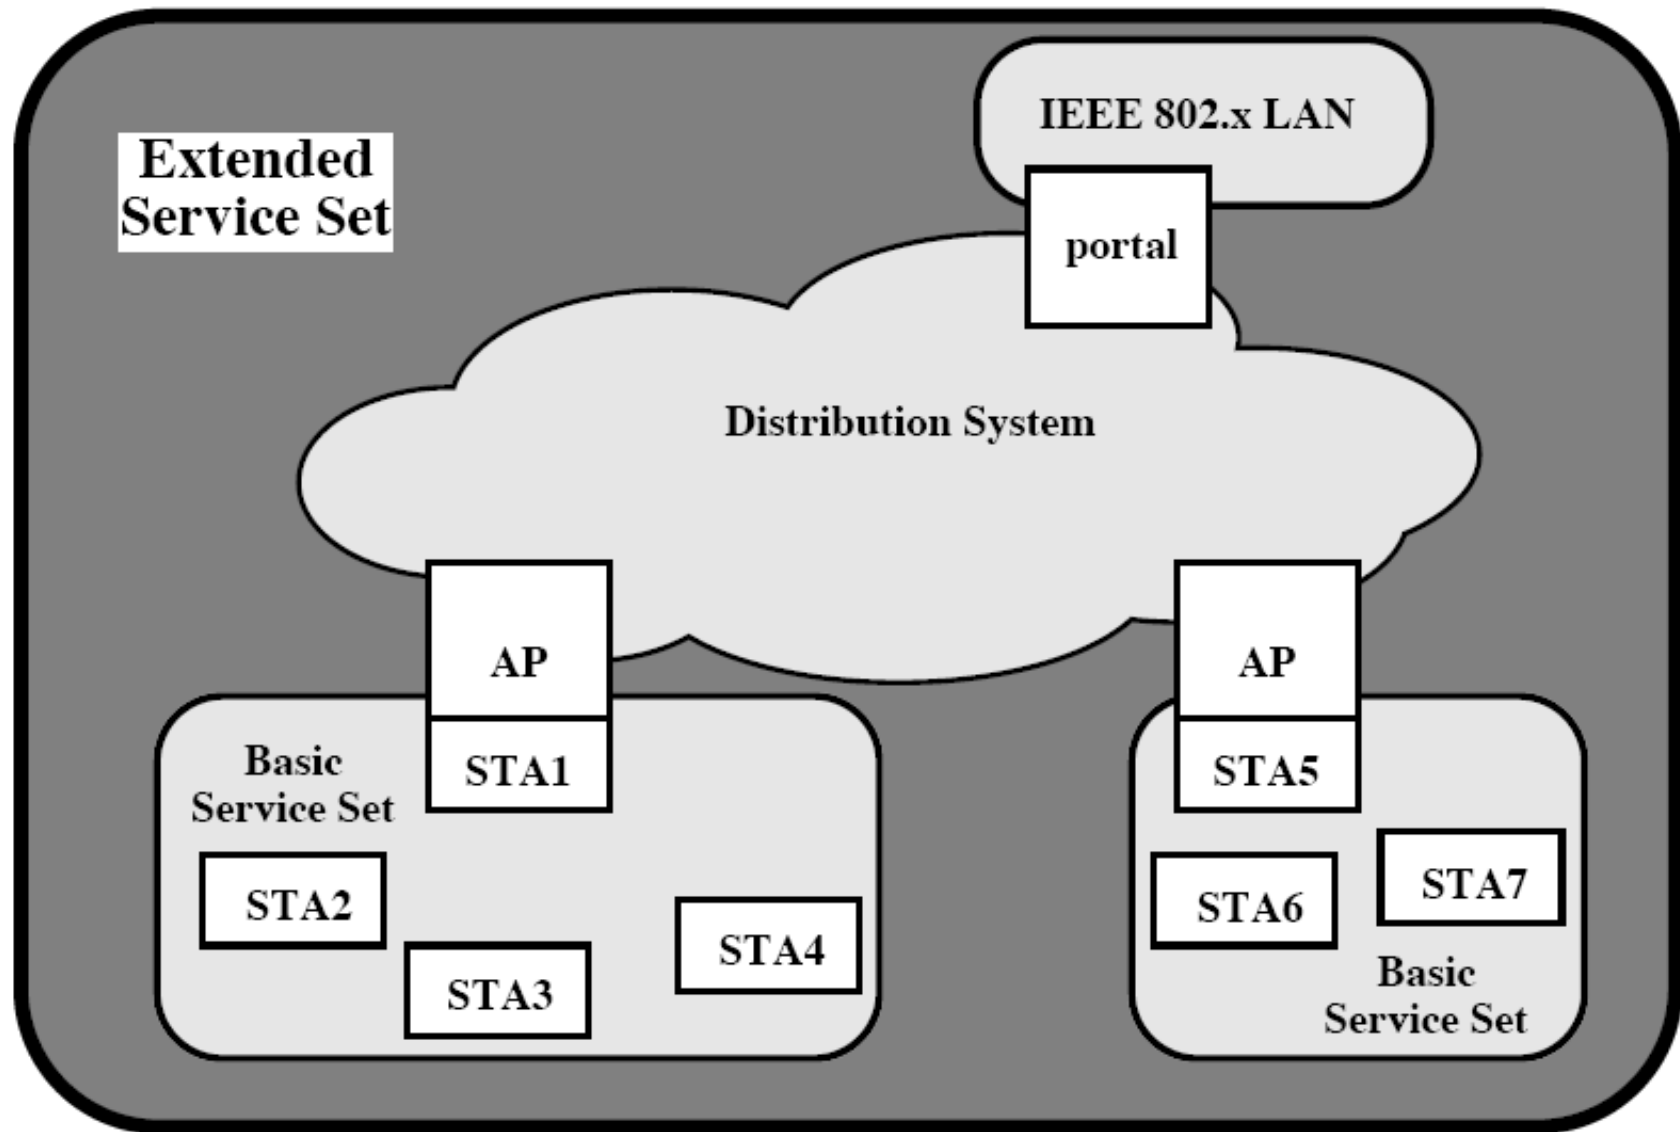 IEEE 802.x LAN
Extended
Service Set
portal
Distribution System
AP
AP
STA1
STA5
Basic
Service Set
STA2
STA3
STA4
STA6
STA7
Basic
Service Set